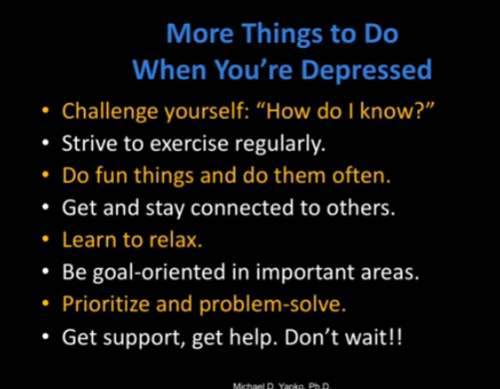 More Things to Do
When You're Depressed
• Challenge yourself: “How do I know?”
• Strive to exercise regularly.
• Do fun things and do them often.
• Get and stay connected to others.
• Learn to relax.
• Be goal-oriented in important areas.
• Prioritize and problem-solve.
• Get support, get help. Don't wait!!
Michael D. Yapko, Ph.D.